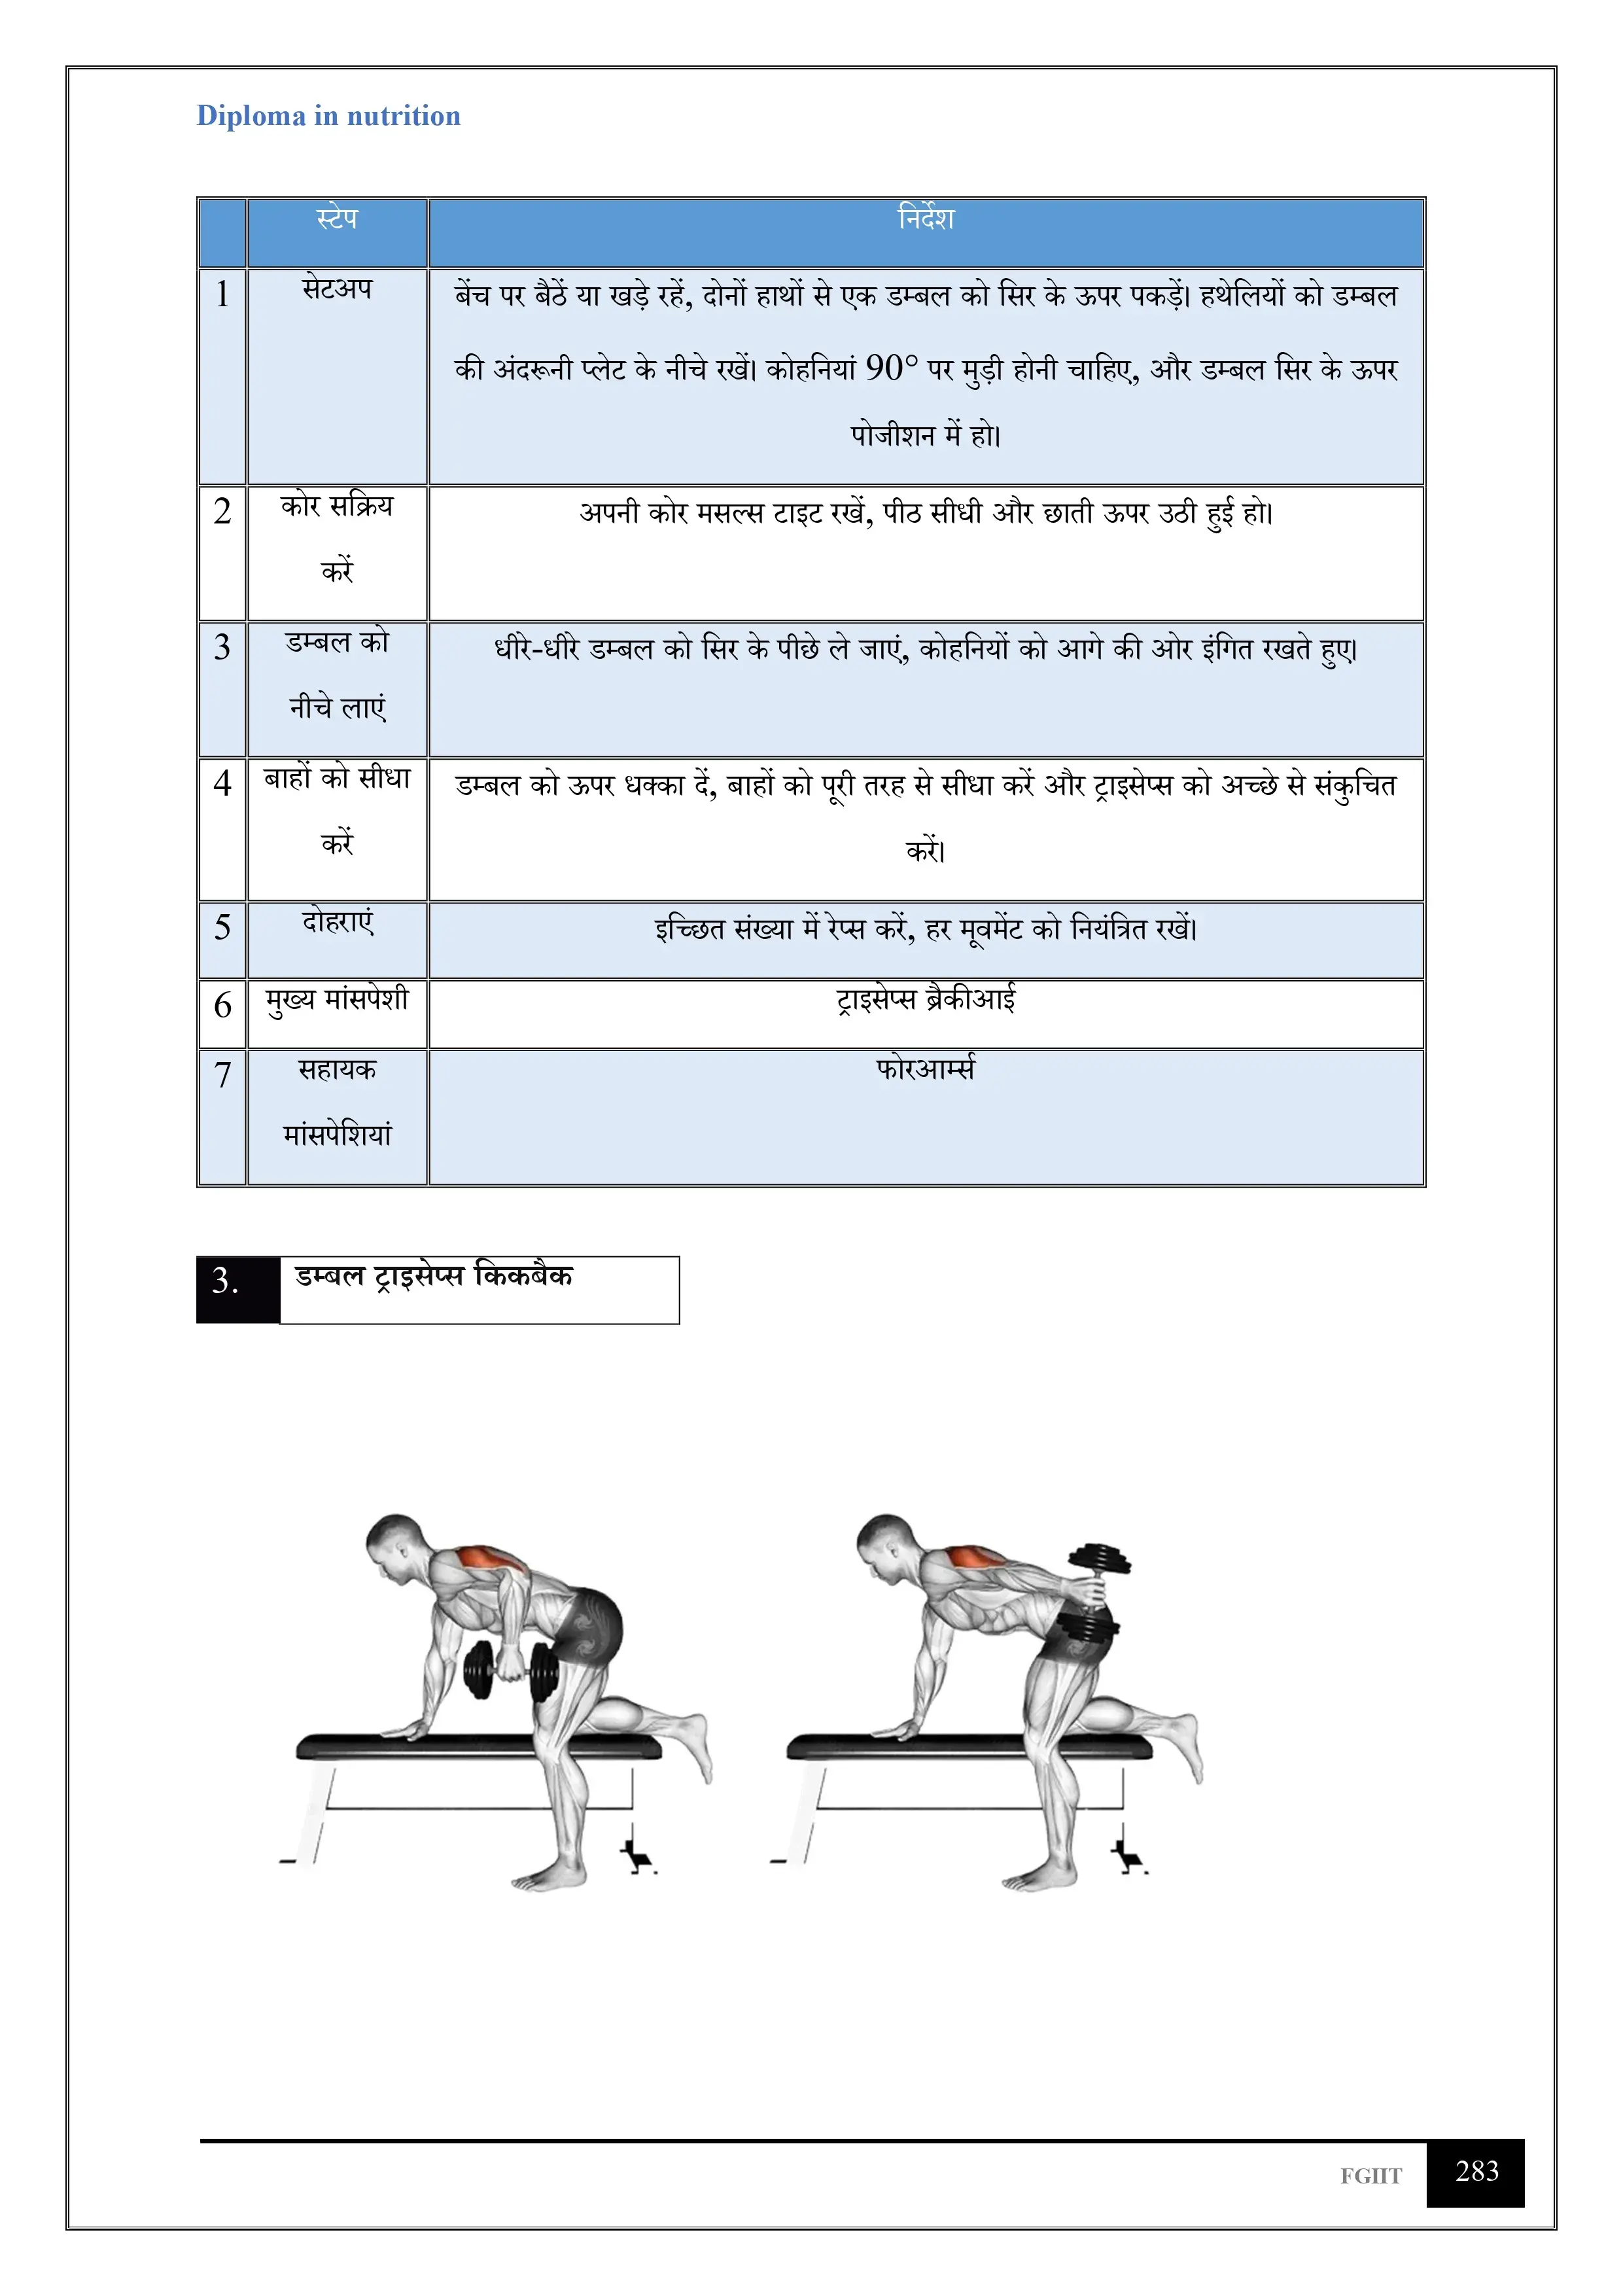 Diploma in nutrition
स्टेप निर्देश
1 सेटअप बेंच पर बैठें या खड़े रहें, दोनों हाथों से एक डम्बल को सिर के ऊपर पकड़ें। हथेलियों को डम्बल
की अंदरूनी प्लेट के नीचे रखें। कोहनियां 90° पर मुड़ी होनी चाहिए, और डम्बल सिर के ऊपर
पोजीशन में हो।
2 कोर सक्रिय अपनी कोर मसल्स टाइट रखें, पीठ सीधी और छाती ऊपर उठी हुई हो।
करें
3 डम्बल को धीरे-धीरे डम्बल को सिर के पीछे ले जाएं, कोहनियों को आगे की ओर इंगित रखते हुए।
नीचे लाएं
4 बाहों को सीधा डम्बल को ऊपर धक्का दें, बाहों को पूरी तरह से सीधा करें और ट्राइसेप्स को अच्छे से संकुचित
करें करें।
5 दोहराएं इच्छित संख्या में रेप्स करें, हर मूवमेंट को नियंत्रित रखें।
6 मुख्य मांसपेशी ट्राइसेप्स ब्रैकीआई
7 सहायक फोरआर्म्स
मांसपेशियां
3. डम्बल ट्राइसेप्स किकबैक
FGIIT 283